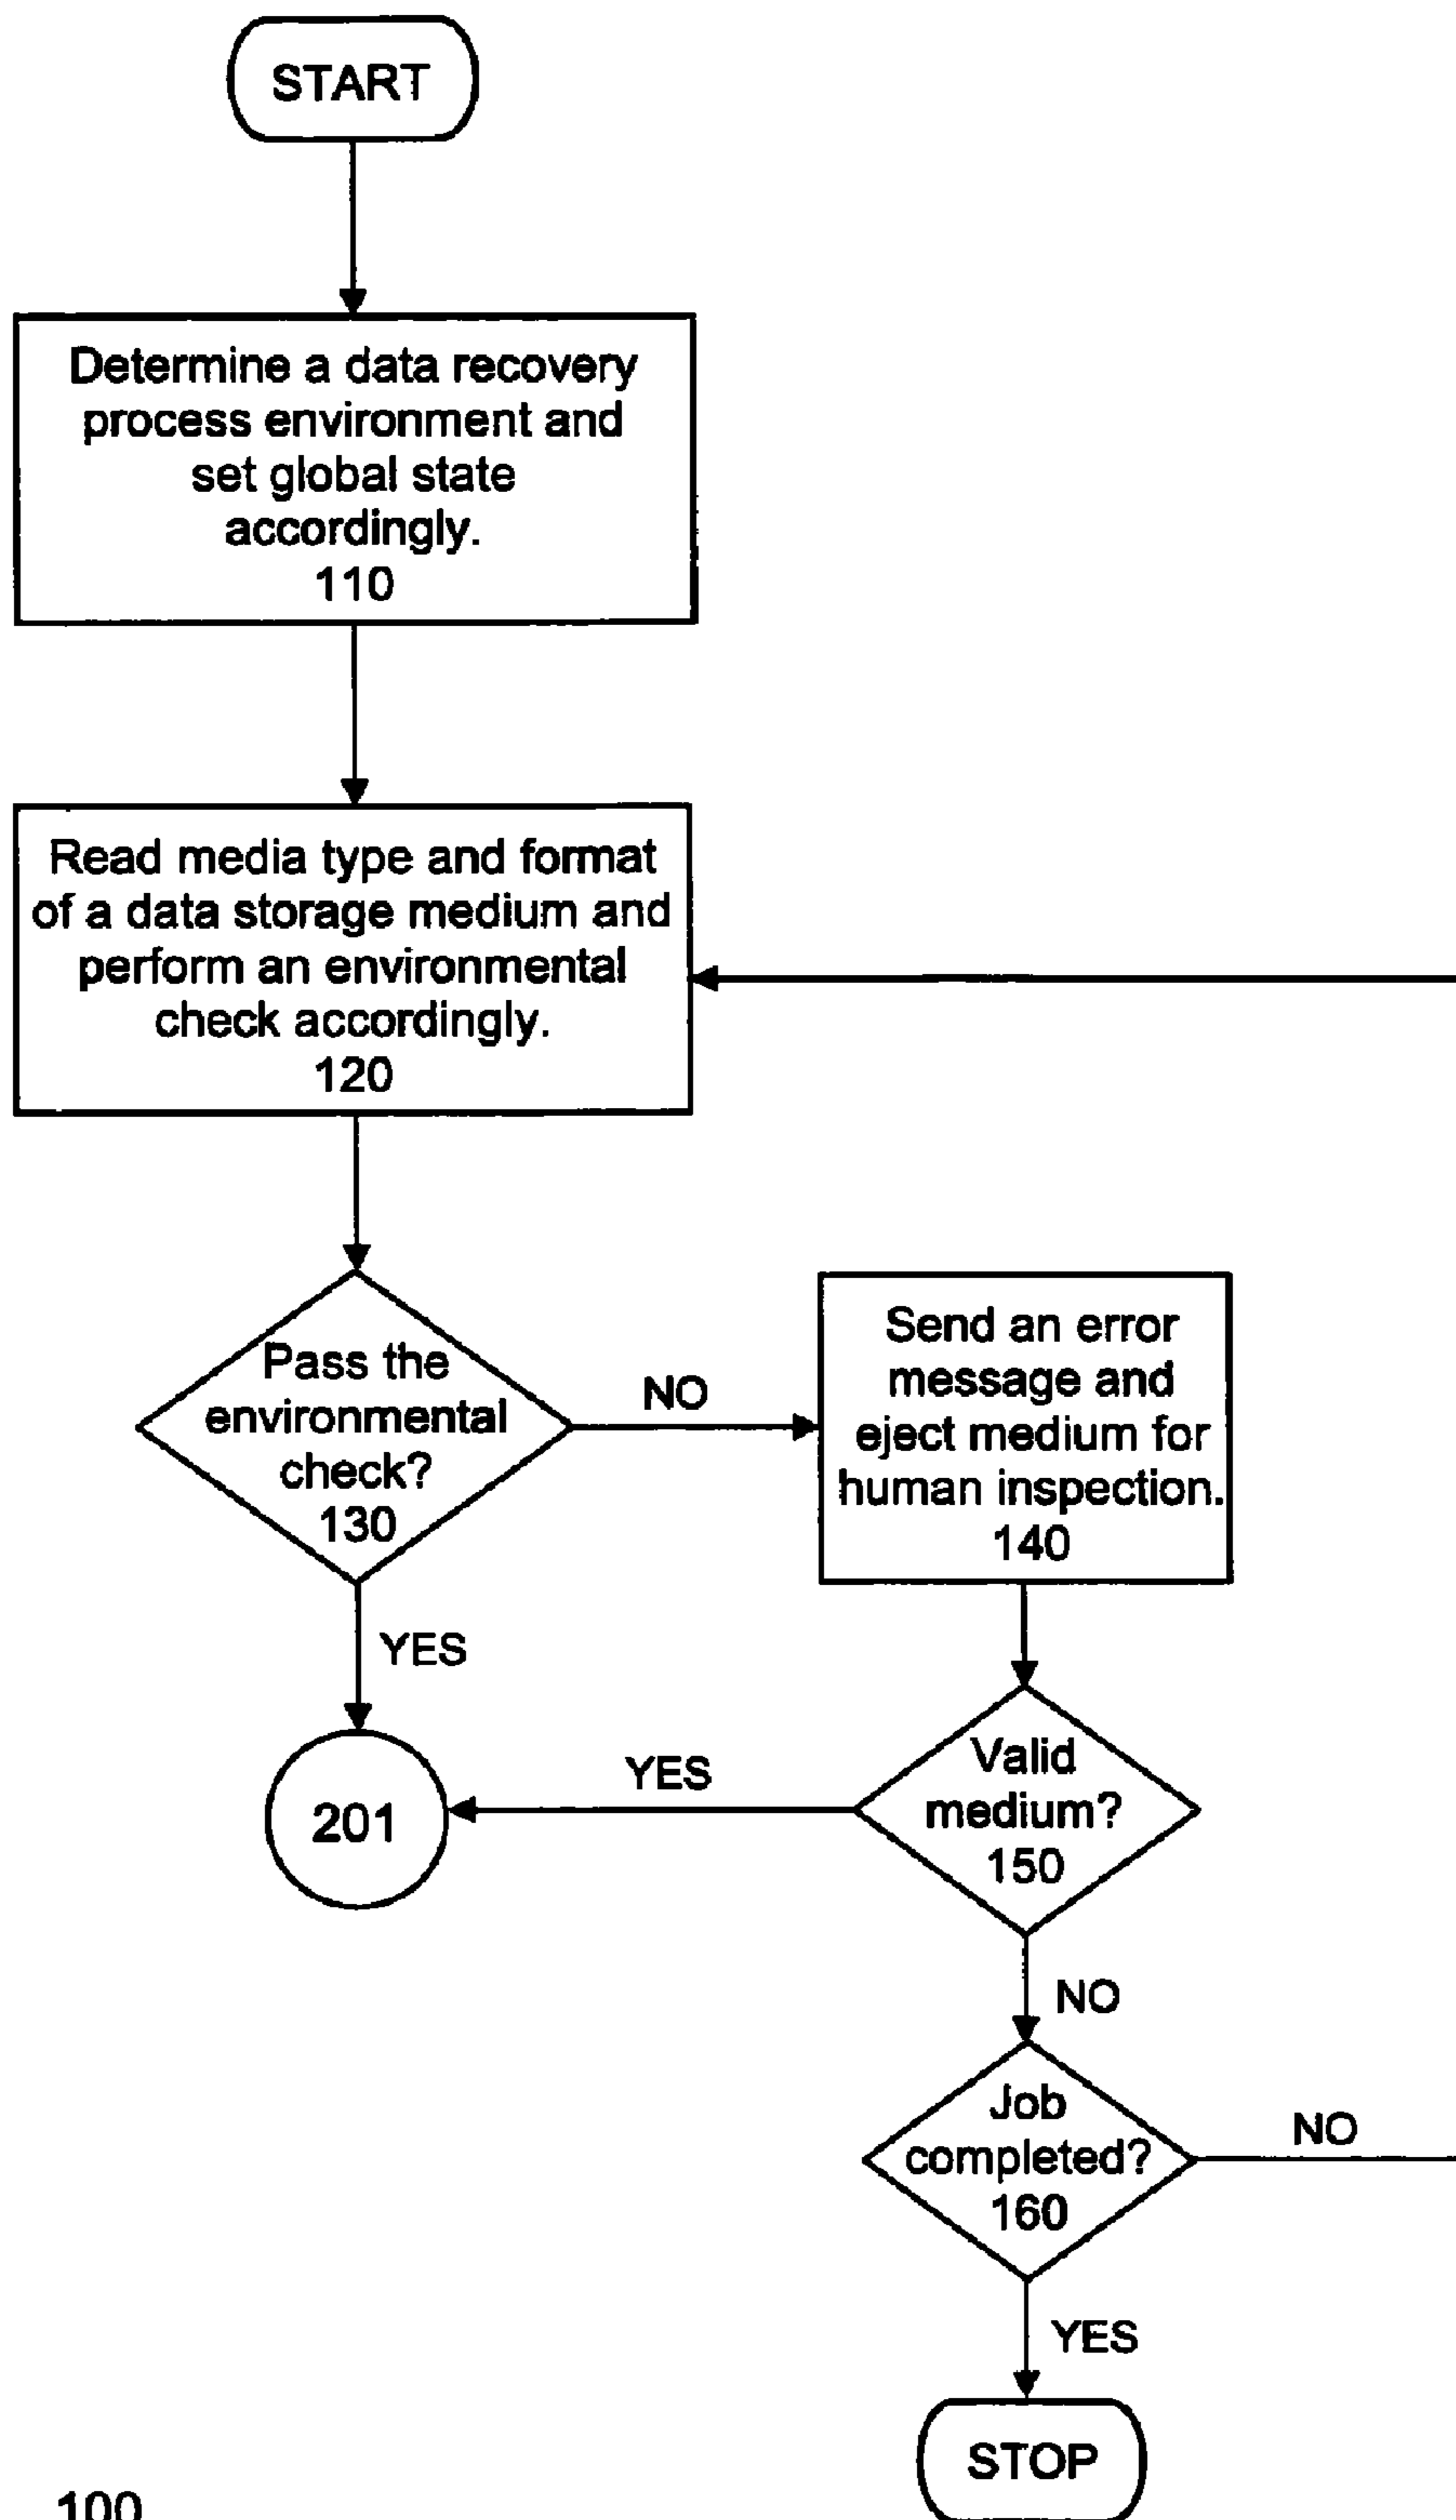 START
Determine a data recovery
process environment and
set global state
accordingly.
110
Read media type and format
of a data storage medium and
perform an environmental
check accordingly.
120
Pass the
environmental
check?
130
NO
Send an error
message and
eject medium for
human inspection.
140
YES
201
YES
Valid
medium?
150
NO
Job
completed?
160
NO
YES
STOP
100